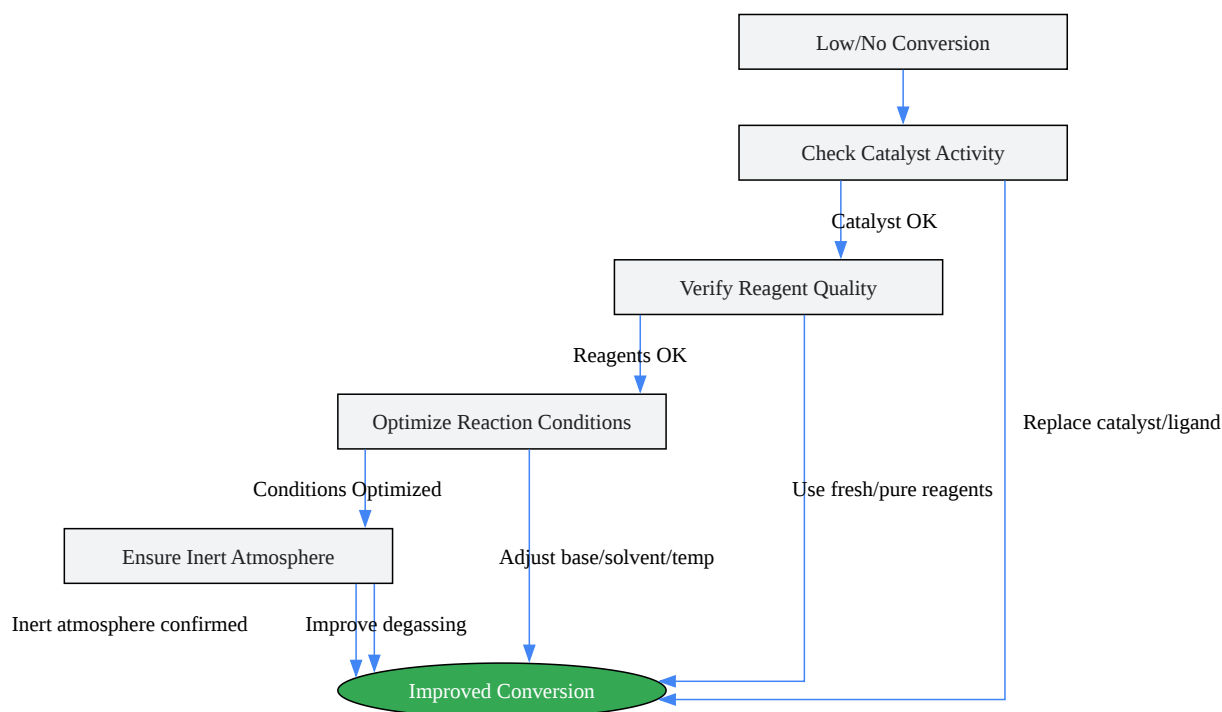 Low/No Conversion
Check Catalyst Activity
Catalyst OK
Verify Reagent Quality
Reagents OK
Optimize Reaction Conditions
Replace catalyst/ligand
Conditions Optimized
Use fresh/pure reagents
Ensure Inert Atmosphere
Adjust base/solvent/temp
Inert atmosphere confirmed
Improve degassing
Improved Conversion